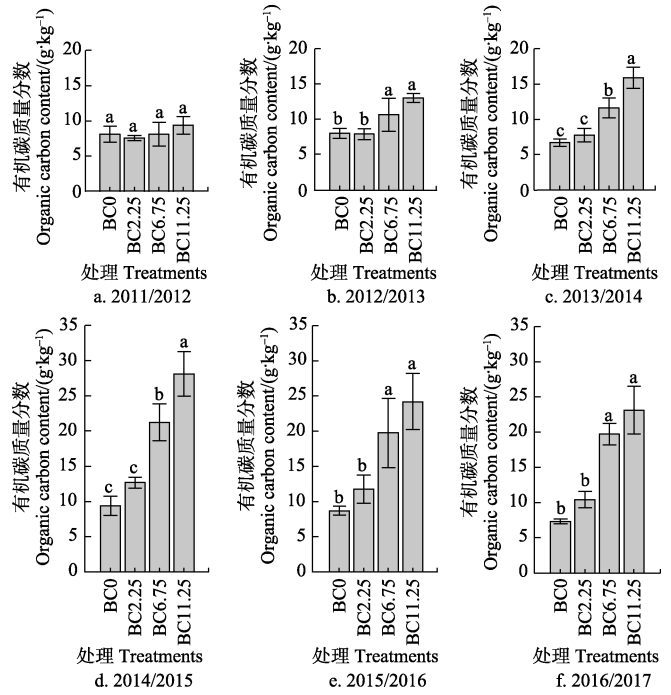 有机碳质量分数
Organic carbon content/(g·kg⁻¹)
20
15
10
5
0
a
a
a
a
BC0
BC2.25
BC6.75
BC11.25
处理 Treatments
a. 2011/2012
有机碳质量分数
Organic carbon content/(g·kg⁻¹)
20
15
10
5
0
b
b
a
a
BC0
BC2.25
BC6.75
BC11.25
处理 Treatments
b. 2012/2013
有机碳质量分数
Organic carbon content/(g·kg⁻¹)
20
15
10
5
0
c
c
b
a
BC0
BC2.25
BC6.75
BC11.25
处理 Treatments
c. 2013/2014
有机碳质量分数
Organic carbon content/(g·kg⁻¹)
35
30
25
20
15
10
5
0
c
c
b
a
BC0
BC2.25
BC6.75
BC11.25
处理 Treatments
d. 2014/2015
有机碳质量分数
Organic carbon content/(g·kg⁻¹)
35
30
25
20
15
10
5
0
b
b
a
a
BC0
BC2.25
BC6.75
BC11.25
处理 Treatments
e. 2015/2016
有机碳质量分数
Organic carbon content/(g·kg⁻¹)
35
30
25
20
15
10
5
0
b
b
a
a
BC0
BC2.25
BC6.75
BC11.25
处理 Treatments
f. 2016/2017